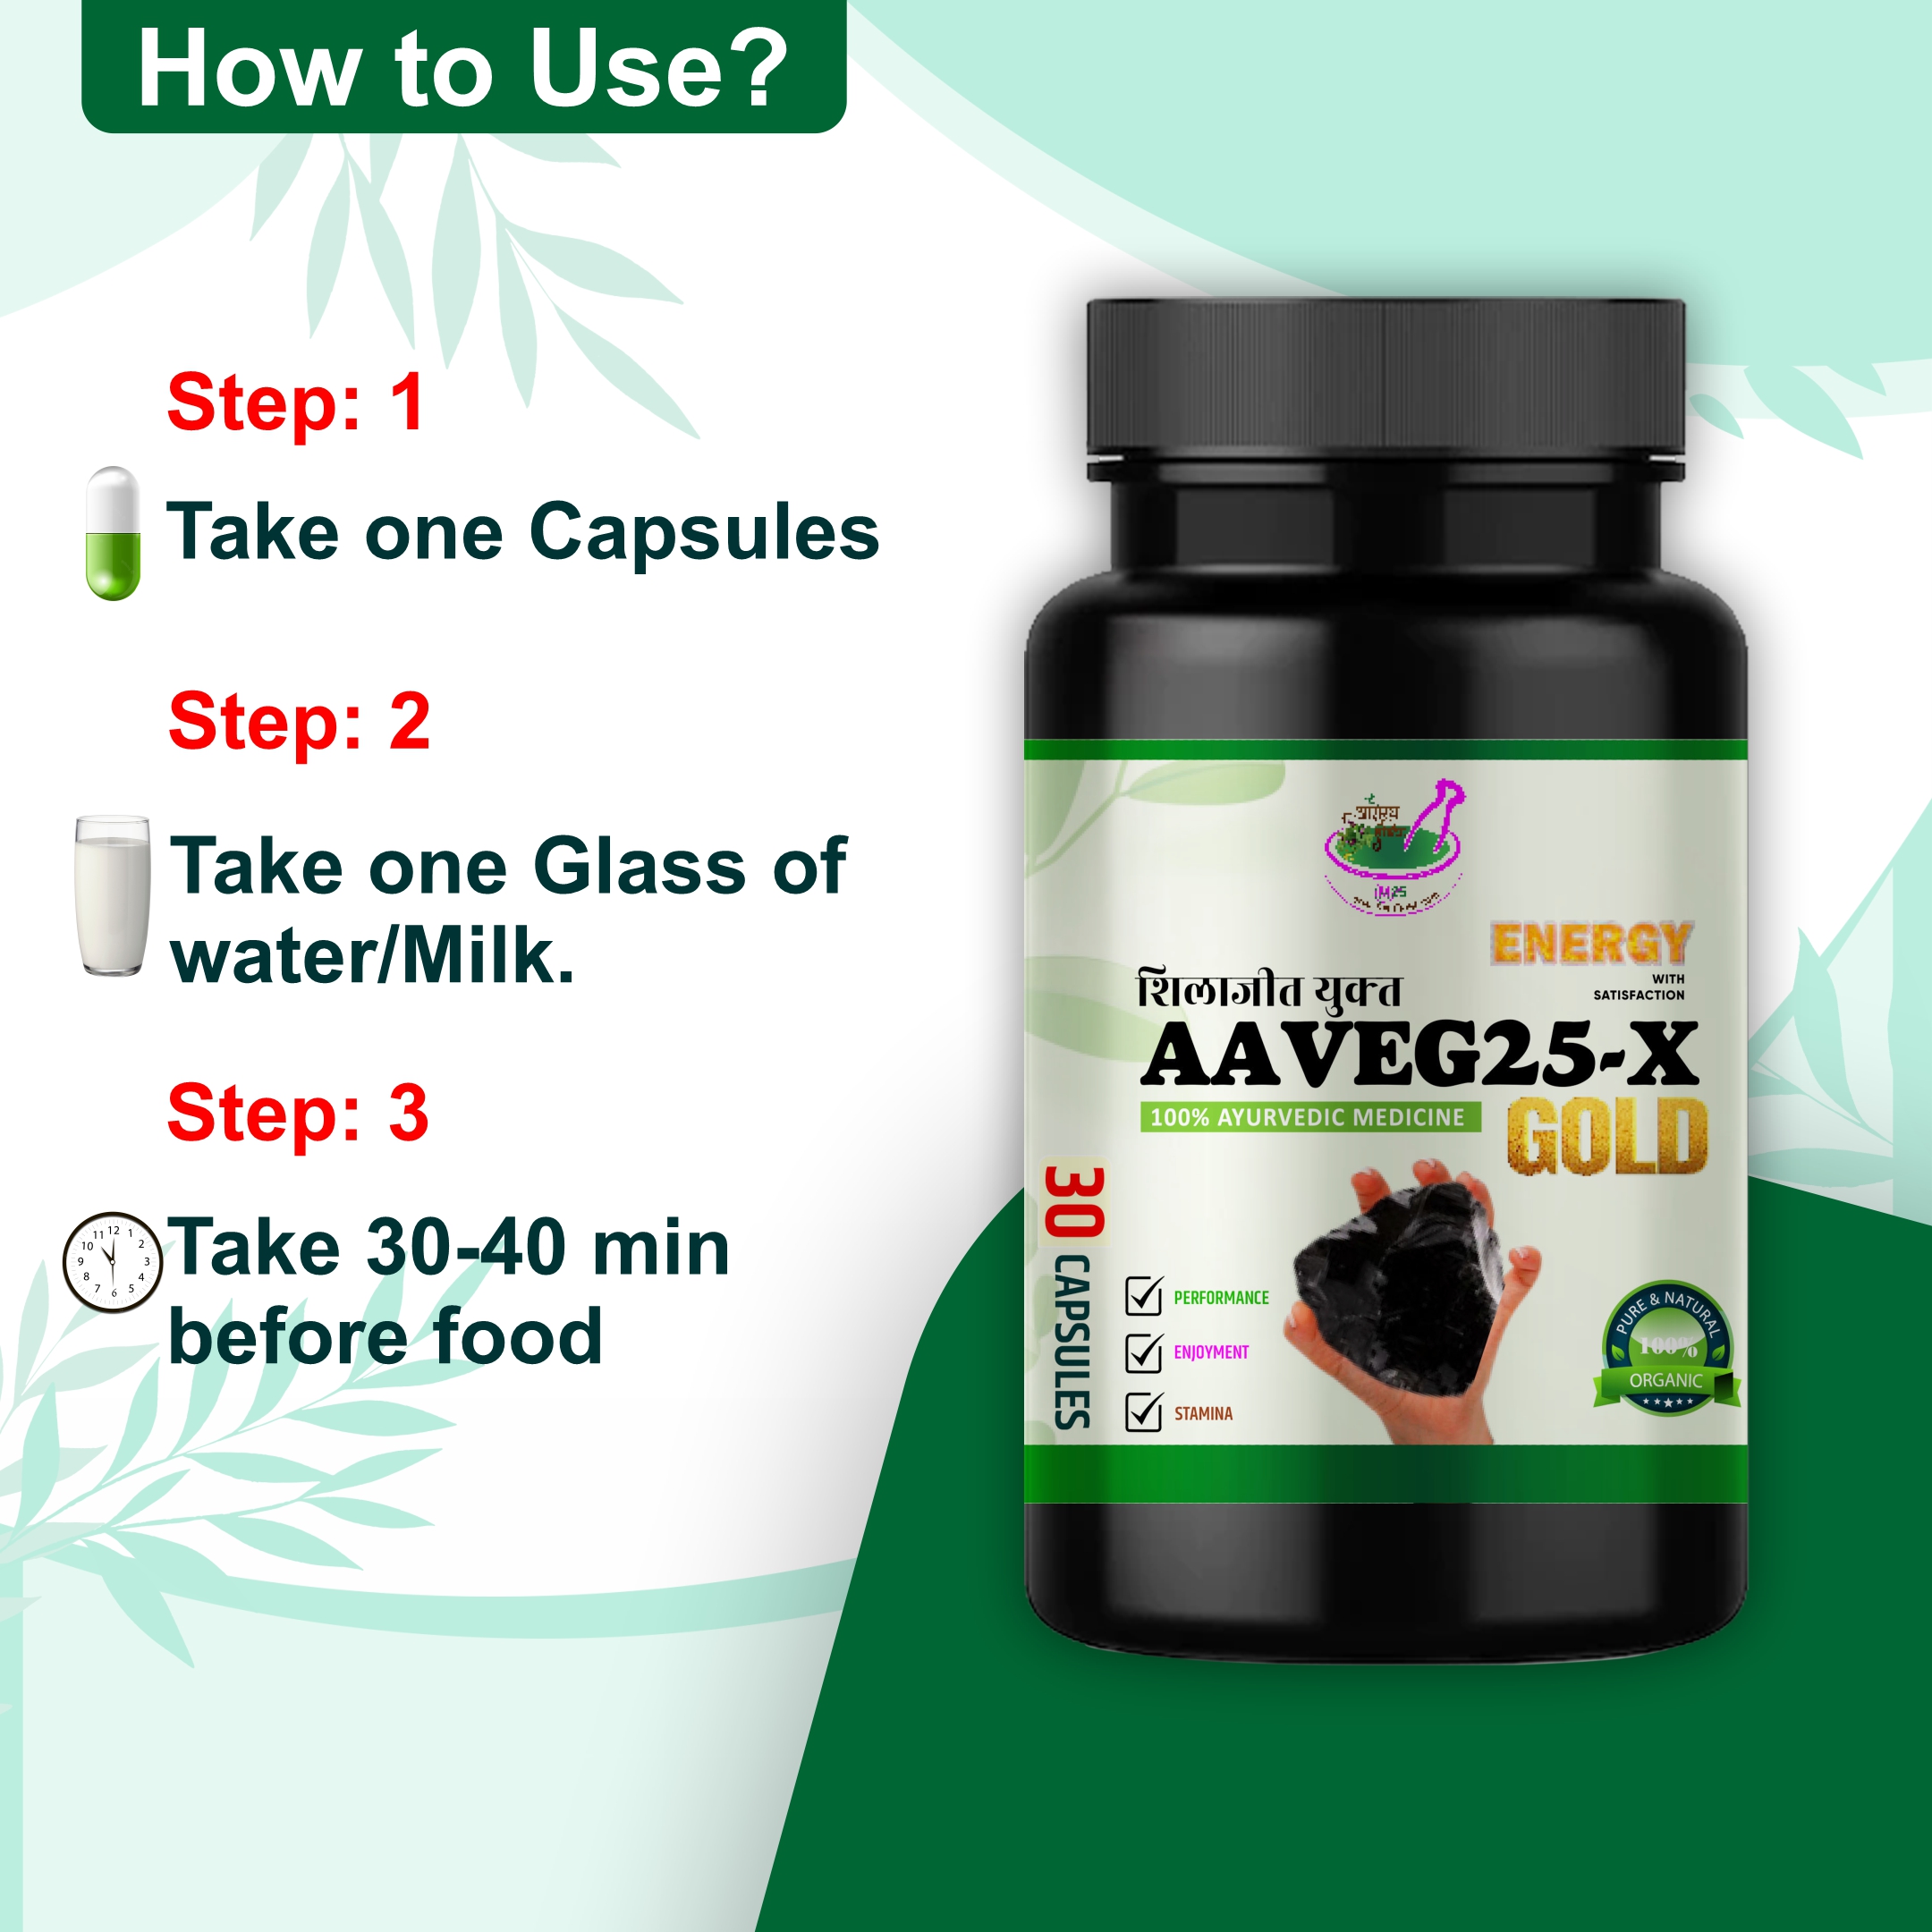 How to Use?
Step: 1
Take one Capsules
Step: 2
Take one Glass of
water/Milk.
Step: 3
Take 30-40 min
before food
ENERGY
WITH
SATISFACTION
शिलाजीत युक्त
AAVEG25-X
100% AYURVEDIC MEDICINE
GOLD
30 CAPSULES
PERFORMANCE
ENJOYMENT
STAMINA
PURE & NATURAL
100%
ORGANIC